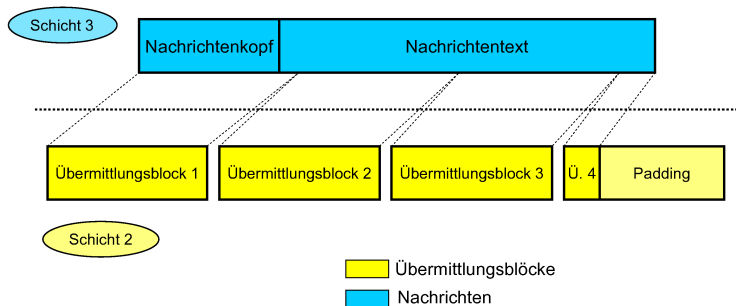 Schicht 3
Nachrichtenkopf
Nachrichtentext
Übermittlungsblock 1
Übermittlungsblock 2
Übermittlungsblock 3
Ü. 4
Padding
Schicht 2
Übermittlungsblöcke
Nachrichten